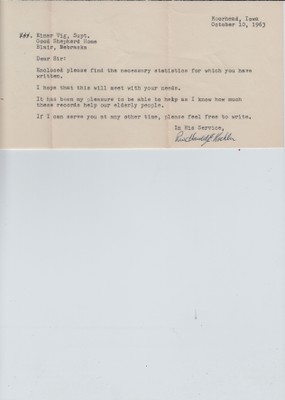 Moorhead, Iowa
October 10, 1963
Einer Vig, Supt.
Good Shepherd Home
Blair, Nebraska
Dear Sir:
Enclosed please find the necessary statistics for which you have
written.
I hope that this will meet with your needs.
It has been my pleasure to be able to help as I know how much
these records help our elderly people.
If I can serve you at any other time, please feel free to write.
In His Service,